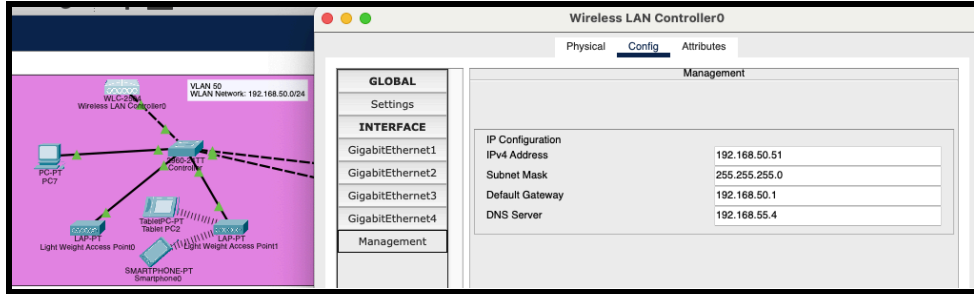 Wireless LAN Controller0
Physical Config Attributes
GLOBAL
Settings
INTERFACE
GigabitEthernet1
GigabitEthernet2
GigabitEthernet3
GigabitEthernet4
Management
Management
IP Configuration
IPv4 Address 192.168.50.51
Subnet Mask 255.255.255.0
Default Gateway 192.168.50.1
DNS Server 192.168.55.4
VLAN 50
WLAN Network: 192.168.50.0/24
Wireless LAN Controller0
2960-24TT
Controller
PC-PT
PC7
TabletPC-PT
Tablet PC2
LAP-PT
Light Weight Access Point0
LAP-PT
Light Weight Access Point1
SMARTPHONE-PT
Smartphone0